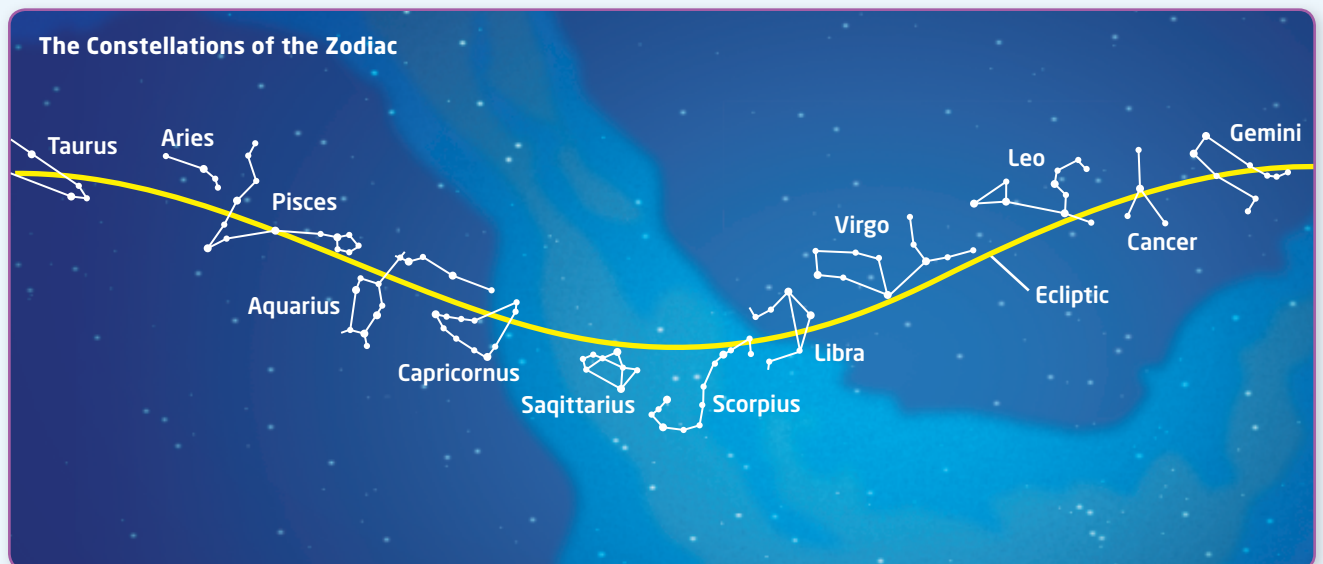 The Constellations of the Zodiac
Taurus
Aries
Pisces
Aquarius
Capricornus
Saqittarius
Scorpius
Libra
Virgo
Ecliptic
Leo
Cancer
Gemini